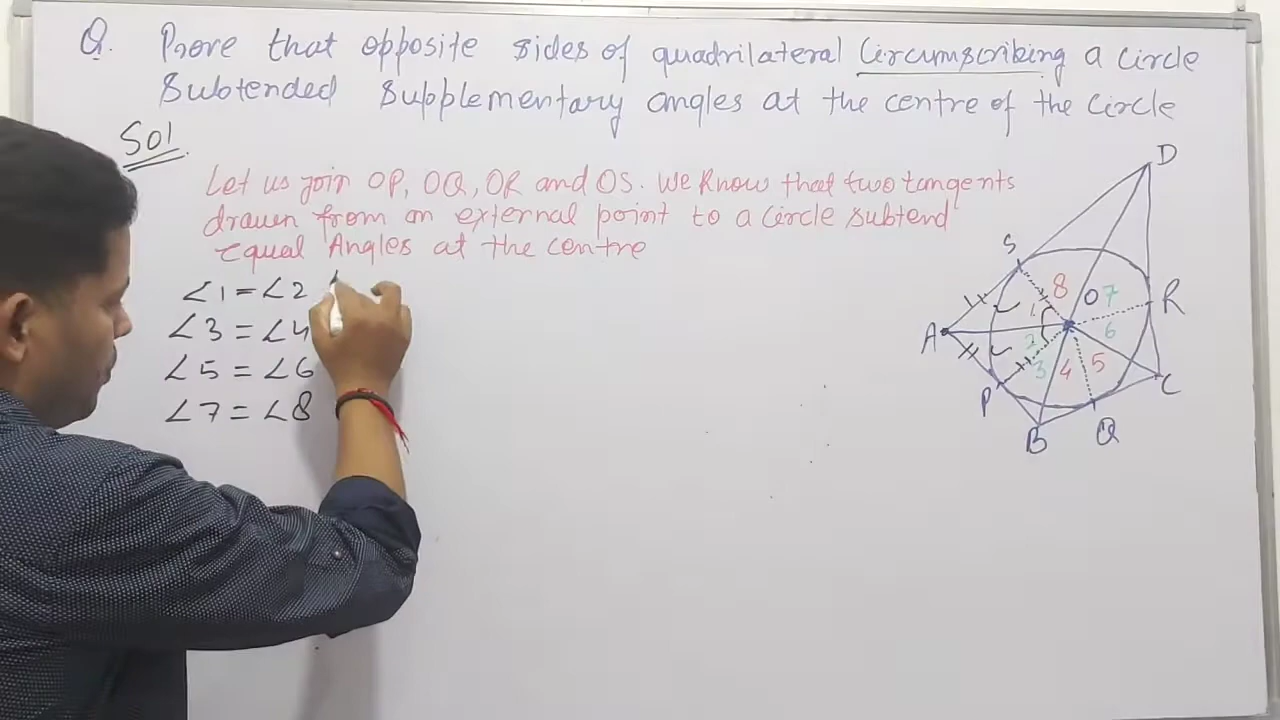 Q. Prove that opposite sides of quadrilateral Circumscribing a circle
Subtended Supplementary angles at the centre of the Circle
Sol
Let us join OP, OQ, OR and OS. We Know that two tangents
drawn from an external point to a circle subtend
equal Angles at the centre
∠1=∠2
∠3=∠4
∠5=∠6
∠7=∠8
D
S
8
O
7
R
1
A
2
6
3
4
5
P
C
B
Q